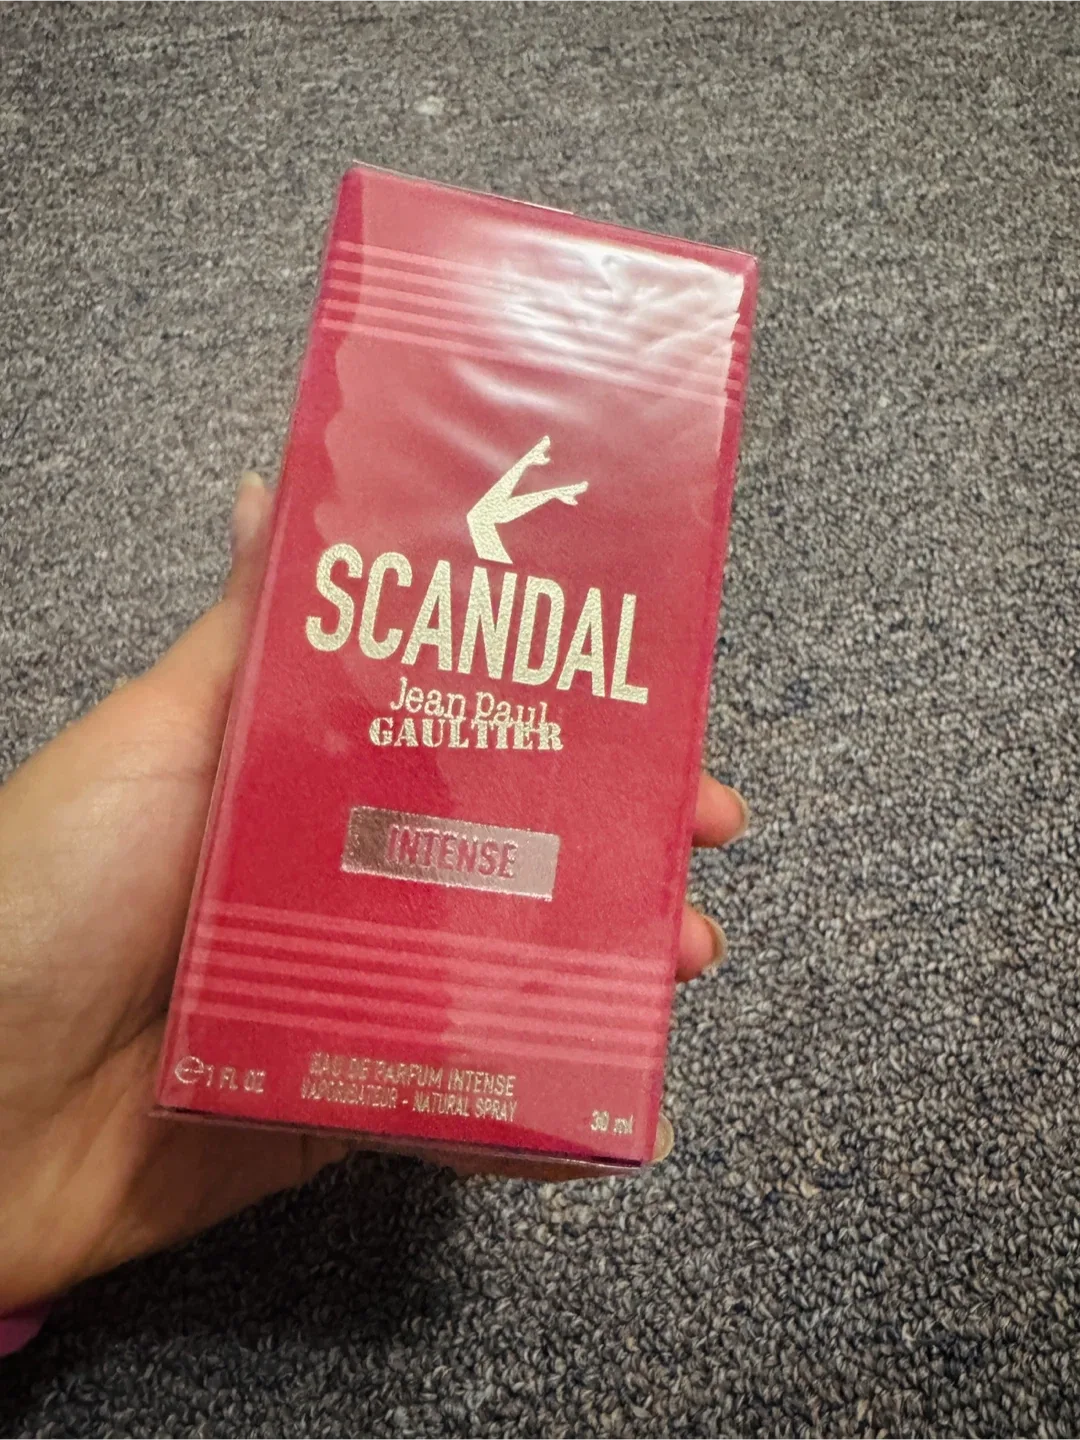 SCANDAL
Jean Paul
GAULTIER
INTENSE
EAU DE PARFUM INTENSE
℮ 1 FL OZ
VAPORISATEUR - NATURAL SPRAY
30 ml